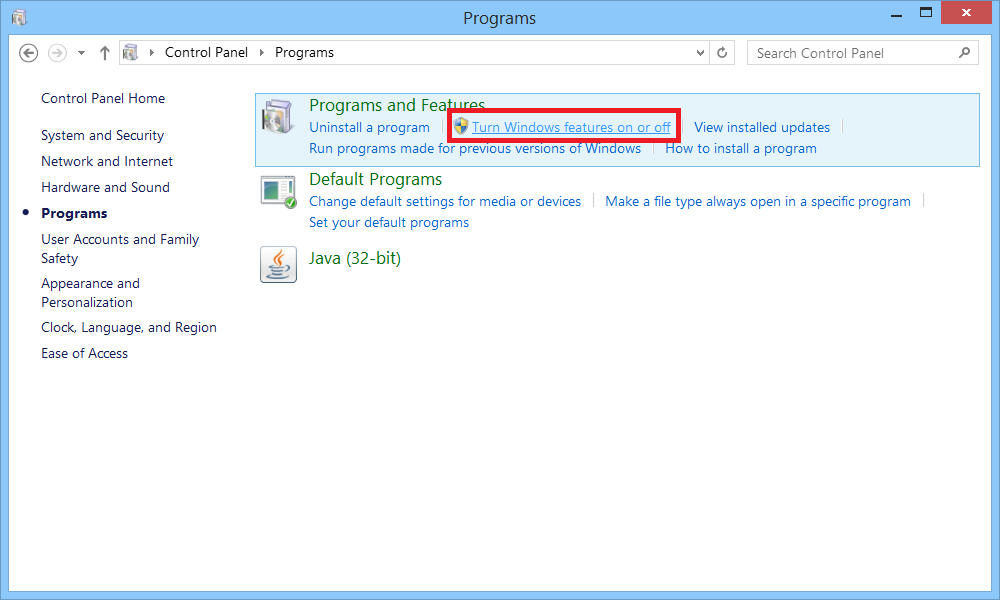 Programs
Control Panel Programs
Search Control Panel
Control Panel Home
System and Security
Network and Internet
Hardware and Sound
Programs
User Accounts and Family
Safety
Appearance and
Personalization
Clock, Language, and Region
Ease of Access
Programs and Features
Uninstall a program Turn Windows features on or off View installed updates
Run programs made for previous versions of Windows How to install a program
Default Programs
Change default settings for media or devices Make a file type always open in a specific program
Set your default programs
Java (32-bit)